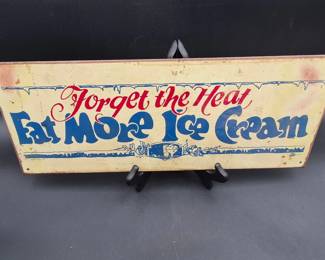 Forget the Heat
Eat More Ice Cream